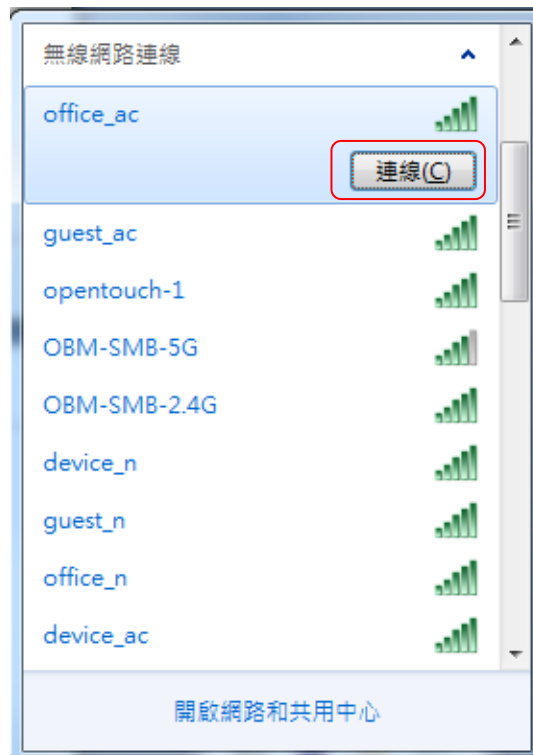 無線網路連線
office_ac
連線(C)
guest_ac
opentouch-1
OBM-SMB-5G
OBM-SMB-2.4G
device_n
guest_n
office_n
device_ac
開啟網路和共用中心